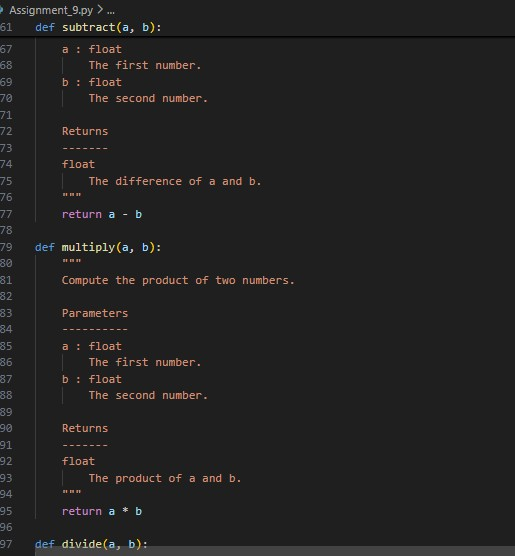 Assignment_9.py > ...
61 def subtract(a, b):
67 a : float
68 The first number.
69 b : float
70 The second number.
71
72 Returns
73 -------
74 float
75 The difference of a and b.
76 """
77 return a - b
78
79 def multiply(a, b):
80 """
81 Compute the product of two numbers.
82
83 Parameters
84 ----------
85 a : float
86 The first number.
87 b : float
88 The second number.
89
90 Returns
91 -------
92 float
93 The product of a and b.
94 """
95 return a * b
96
97 def divide(a, b):